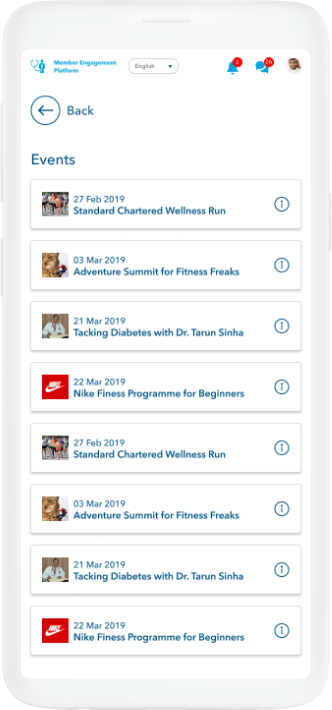 Member Engagement
Platform
English
3
26
Back
Events
27 Feb 2019
Standard Chartered Wellness Run
03 Mar 2019
Adventure Summit for Fitness Freaks
21 Mar 2019
Tacking Diabetes with Dr. Tarun Sinha
22 Mar 2019
NIKE
Nike Finess Programme for Beginners
27 Feb 2019
Standard Chartered Wellness Run
03 Mar 2019
Adventure Summit for Fitness Freaks
21 Mar 2019
Tacking Diabetes with Dr. Tarun Sinha
22 Mar 2019
NIKE
Nike Finess Programme for Beginners